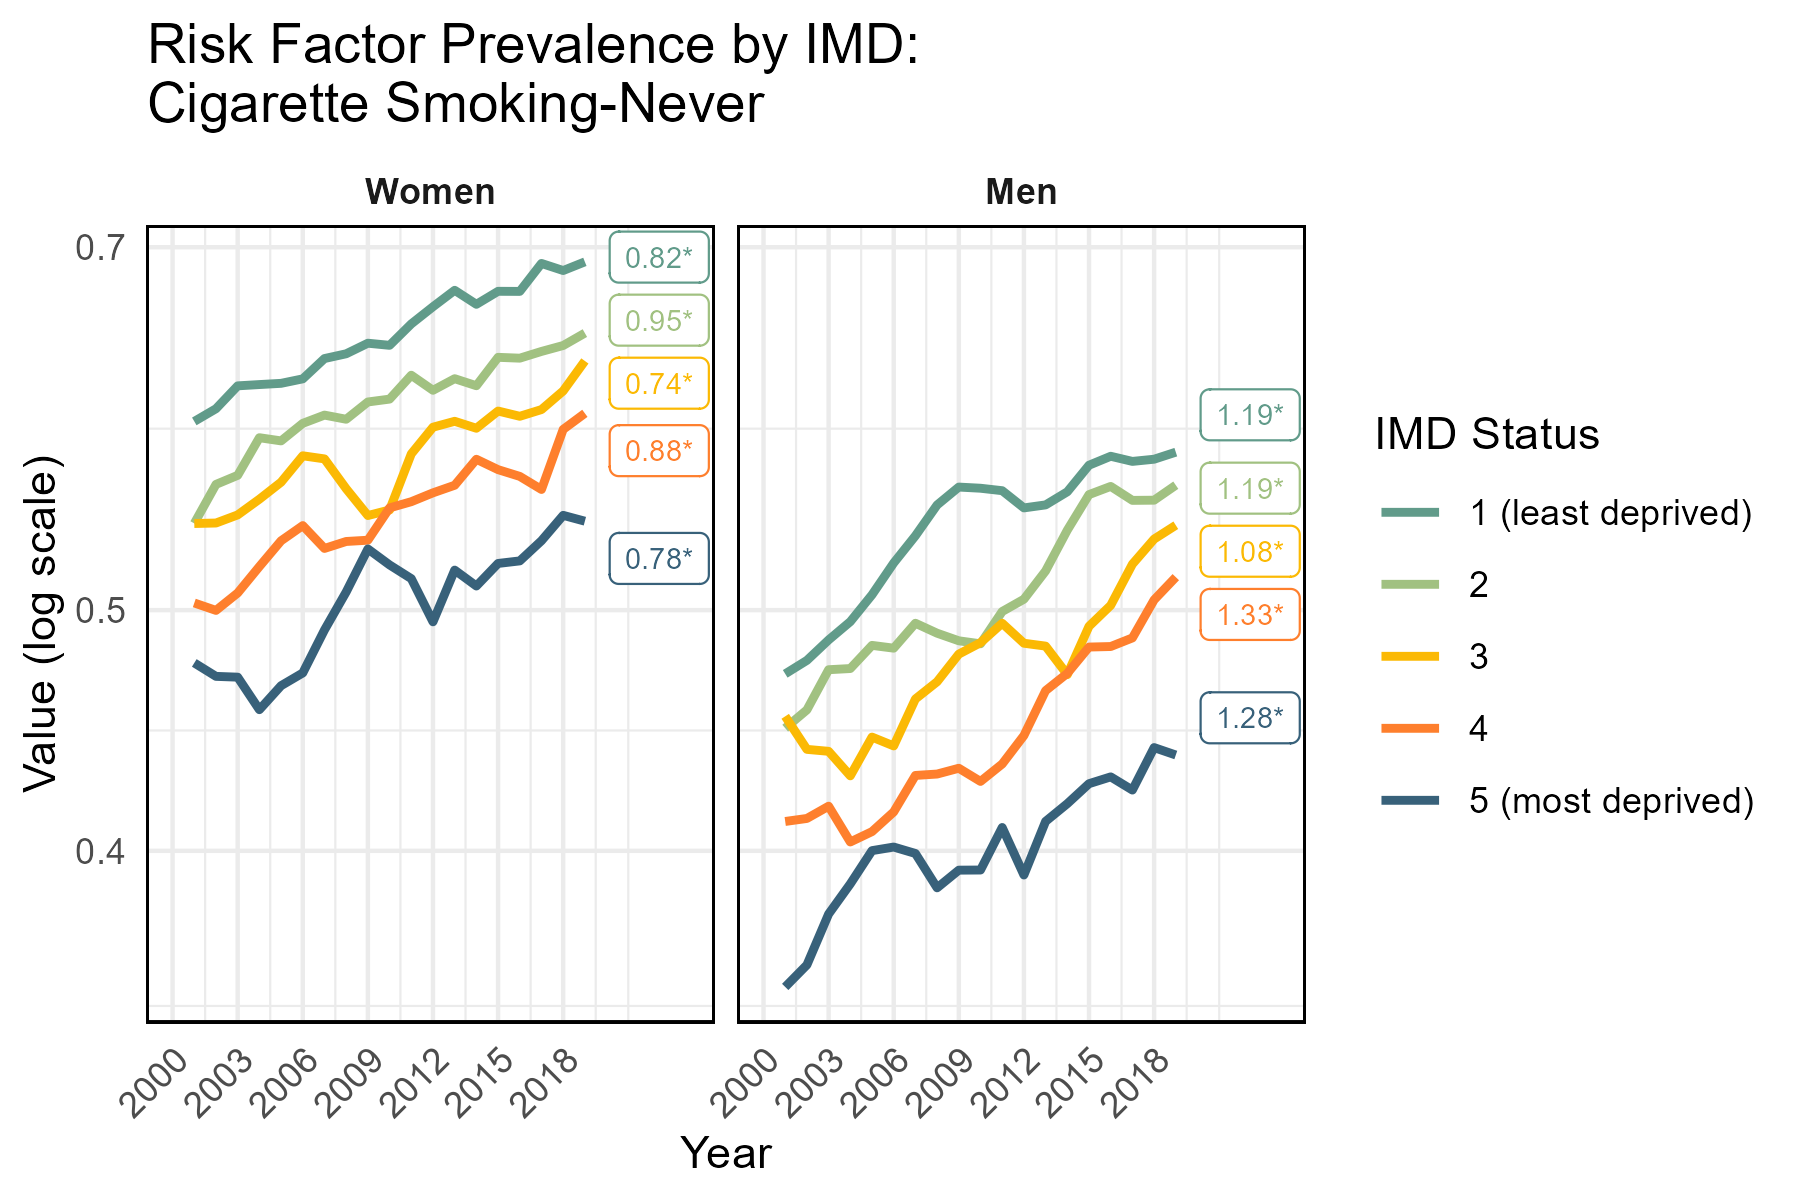 Risk Factor Prevalence by IMD:
Cigarette Smoking-Never
Women
Men
Value (log scale)
0.7
0.5
0.4
0.82*
0.95*
0.74*
0.88*
0.78*
1.19*
1.19*
1.08*
1.33*
1.28*
2000 2003 2006 2009 2012 2015 2018
2000 2003 2006 2009 2012 2015 2018
Year
IMD Status
1 (least deprived)
2
3
4
5 (most deprived)